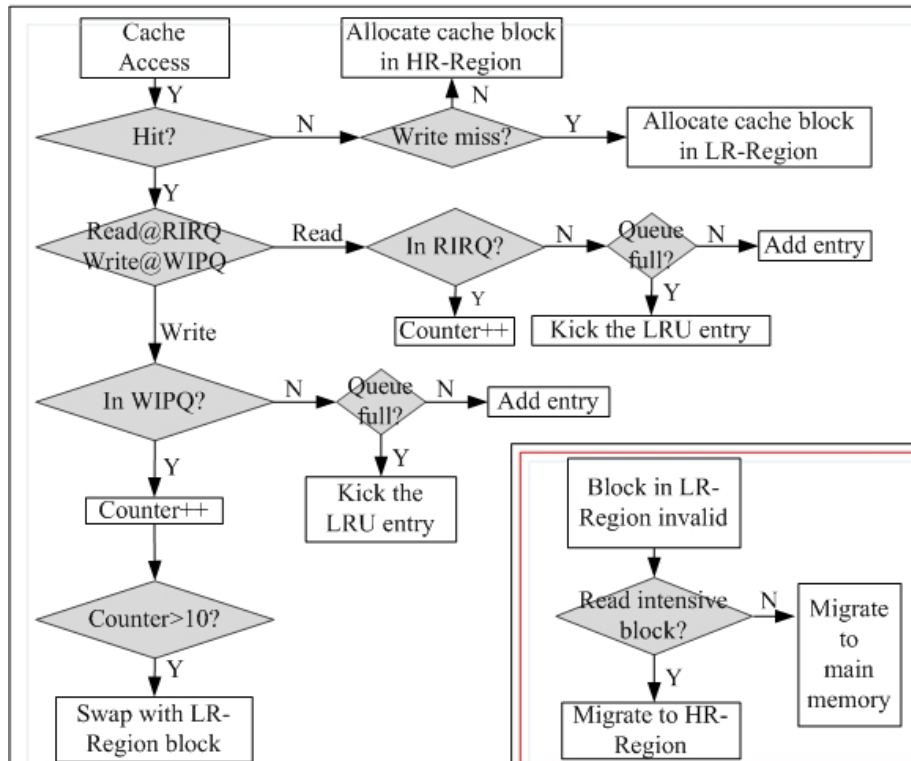 Cache
Access
Allocate cache block
in HR-Region
Y
N
Hit?
N
Write miss?
Y
Allocate cache block
in LR-Region
Y
Read@RIRQ
Write@WIPQ
Read
In RIRQ?
N
Queue
full?
N
Add entry
Y
Counter++
Y
Kick the LRU entry
Write
In WIPQ?
N
Queue
full?
N
Add entry
Y
Counter++
Y
Kick the
LRU entry
Counter>10?
Y
Swap with LR-
Region block
Block in LR-
Region invalid
Read intensive
block?
N
Migrate
to
main
memory
Y
Migrate to HR-
Region